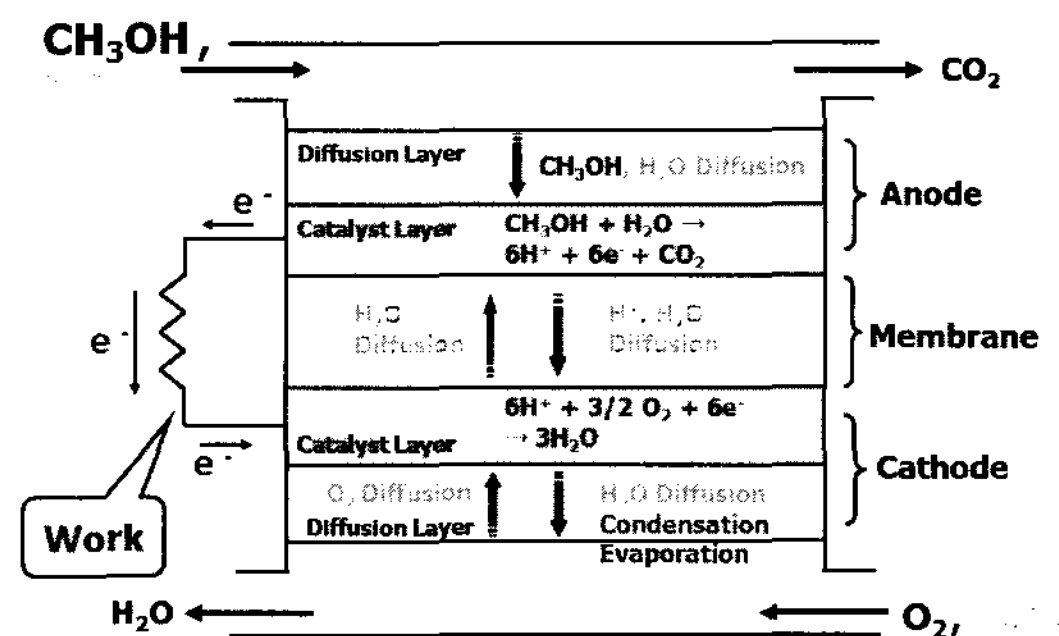 CH₃OH,
CO₂
Diffusion Layer
CH₃OH, H₂O Diffusion
Anode
e⁻
Catalyst Layer
CH₃OH + H₂O →
6H⁺ + 6e⁻ + CO₂
e⁻
H₂O
Diffusion
H⁺, H₂O
Diffusion
Membrane
6H⁺ + 3/2 O₂ + 6e⁻
→ 3H₂O
Catalyst Layer
e⁻
Cathode
O₂ Diffusion
H₂O Diffusion
Diffusion Layer
Condensation
Evaporation
Work
H₂O
O₂,